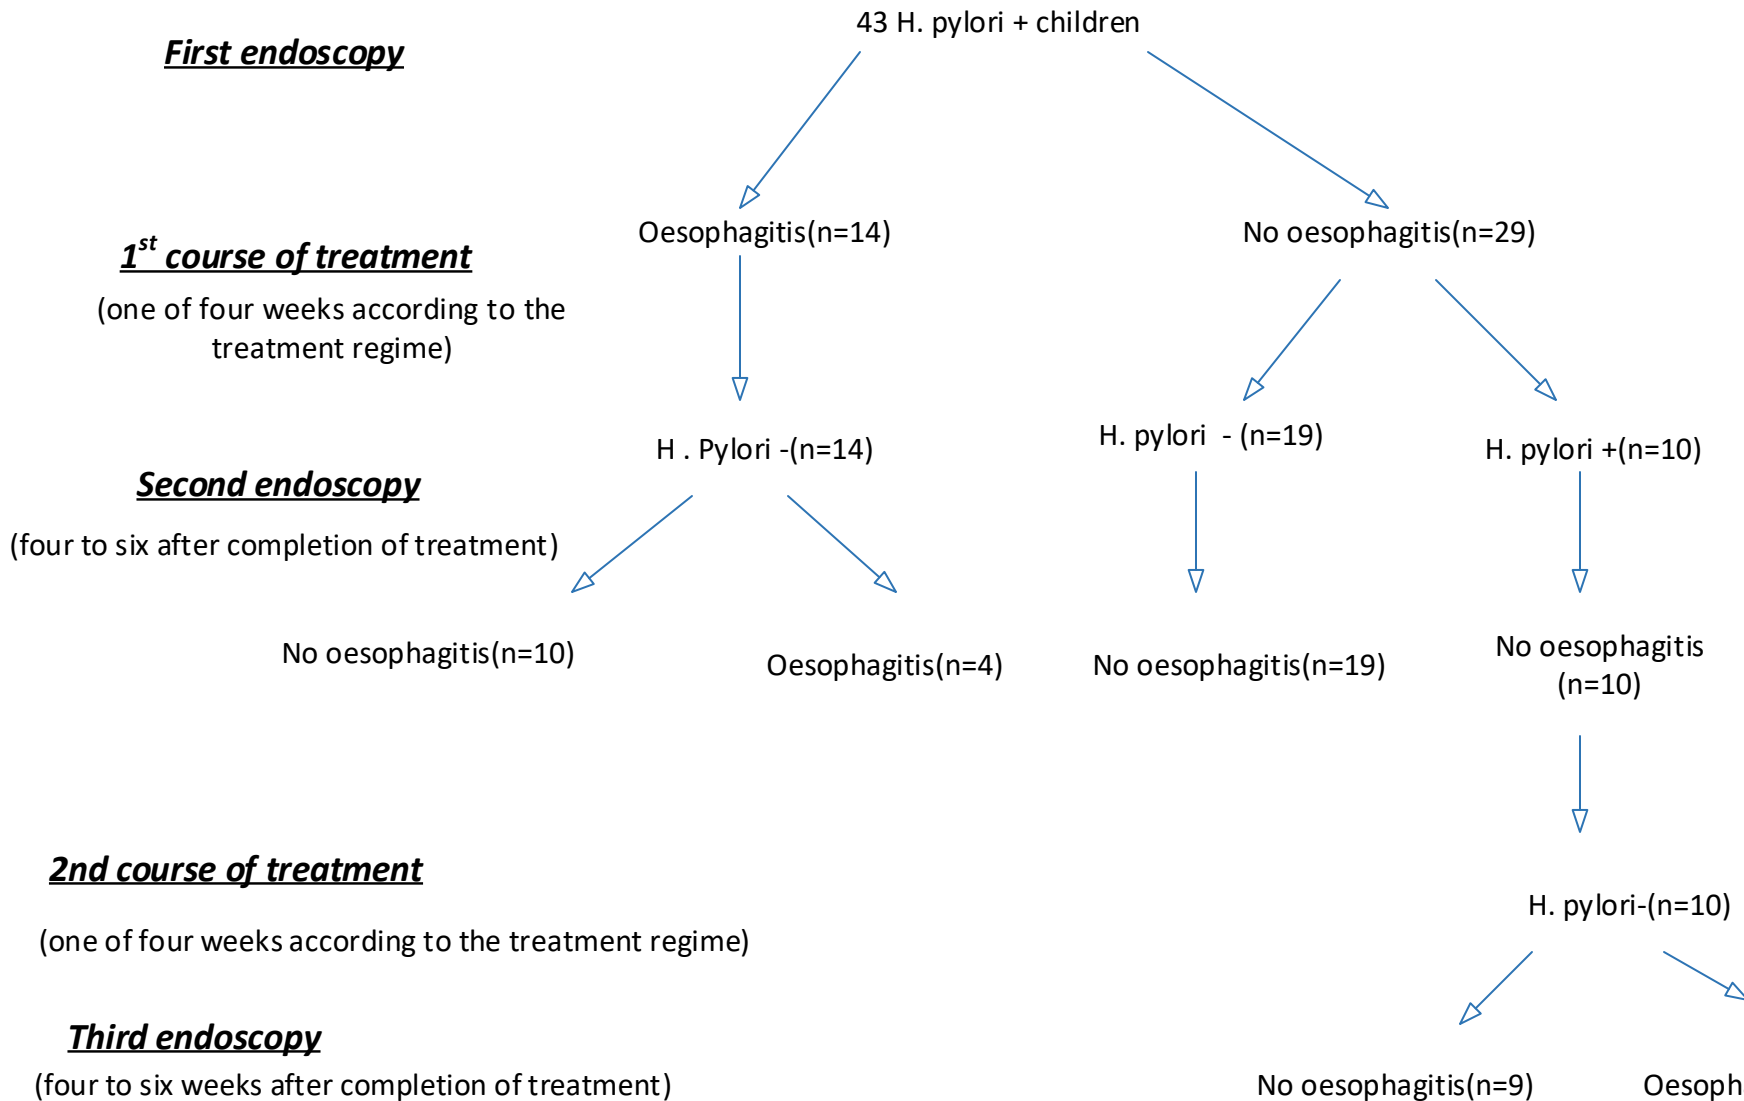 43 H. pylori + children
First endoscopy
Oesophagitis(n=14)
No oesophagitis(n=29)
1st course of treatment
(one of four weeks according to the
treatment regime)
H . Pylori -(n=14)
H. pylori  - (n=19)
H. pylori +(n=10)
Second endoscopy
(four to six after completion of treatment)
No oesophagitis(n=10)
Oesophagitis(n=4)
No oesophagitis(n=19)
No oesophagitis
(n=10)
2nd course of treatment
H. pylori-(n=10)
(one of four weeks according to the treatment regime)
Third endoscopy
(four to six weeks after completion of treatment)
No oesophagitis(n=9)